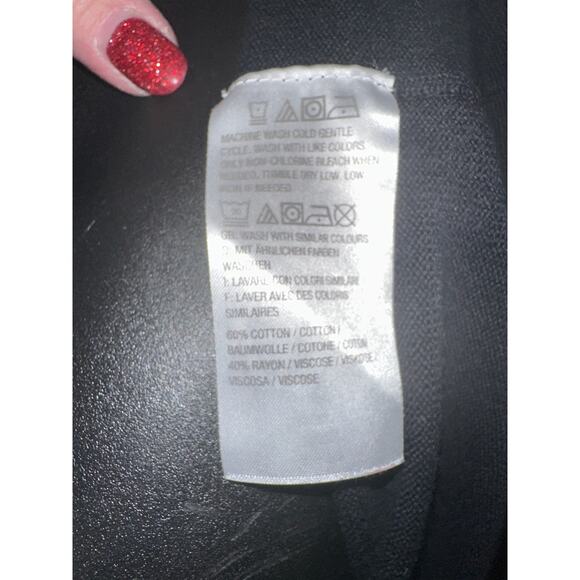 MACHINE WASH COLD GENTLE
CYCLE. WASH WITH LIKE COLORS
ONLY NON-CHLORINE BLEACH WHEN
NEEDED. TUMBLE DRY LOW. LOW
IRON IF NEEDED.
GB: WASH WITH SIMILAR COLOURS
D: MIT ÄHNLICHEN FARBEN
WASCHEN
I: LAVARE CON COLORI SIMILARI
F: LAVER AVEC DES COLORIS
SIMILAIRES
60% COTTON / COTTON /
BAUMWOLLE / COTONE / COTON
40% RAYON / VISCOSE / VISKOSE /
VISCOSA / VISCOSE